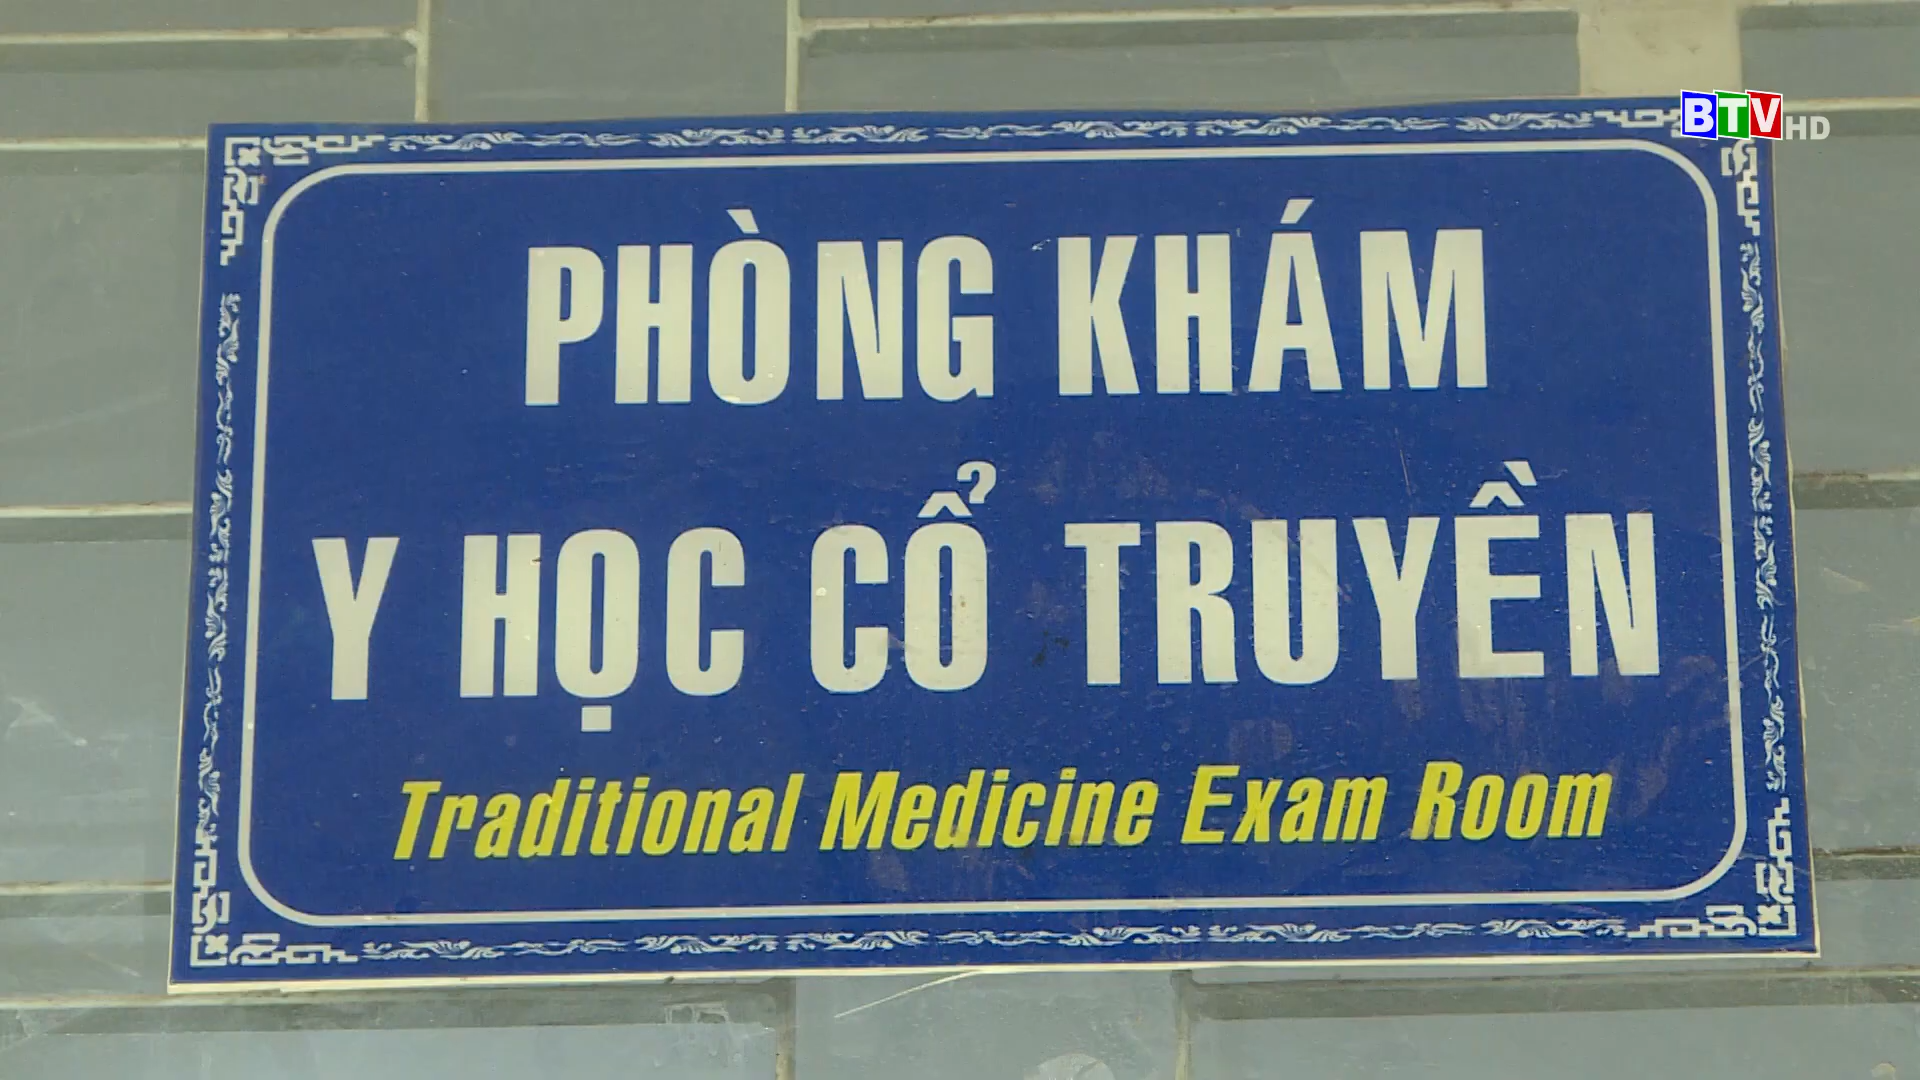 BTV HD
PHÒNG KHÁM
Y HỌC CỔ TRUYỀN
Traditional Medicine Exam Room